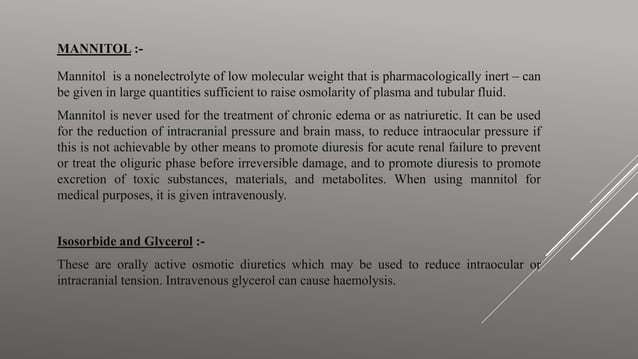 MANNITOL :-
Mannitol is a nonelectrolyte of low molecular weight that is pharmacologically inert – can
be given in large quantities sufficient to raise osmolarity of plasma and tubular fluid.
Mannitol is never used for the treatment of chronic edema or as natriuretic. It can be used
for the reduction of intracranial pressure and brain mass, to reduce intraocular pressure if
this is not achievable by other means to promote diuresis for acute renal failure to prevent
or treat the oliguric phase before irreversible damage, and to promote diuresis to promote
excretion of toxic substances, materials, and metabolites. When using mannitol for
medical purposes, it is given intravenously.
Isosorbide and Glycerol :-
These are orally active osmotic diuretics which may be used to reduce intraocular or
intracranial tension. Intravenous glycerol can cause haemolysis.